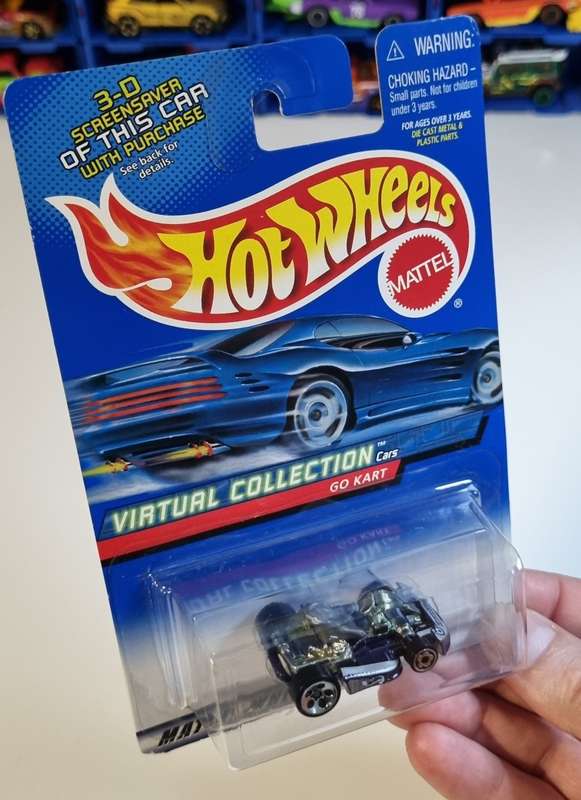 3-D
SCREENSAVER
OF THIS CAR
WITH PURCHASE
See back for
details.
⚠ WARNING:
CHOKING HAZARD –
Small parts. Not for children
under 3 years.
FOR AGES OVER 3 YEARS.
DIE CAST METAL &
PLASTIC PARTS.
HOT WHEELS
MATTEL
®
VIRTUAL COLLECTION™ Cars
GO KART